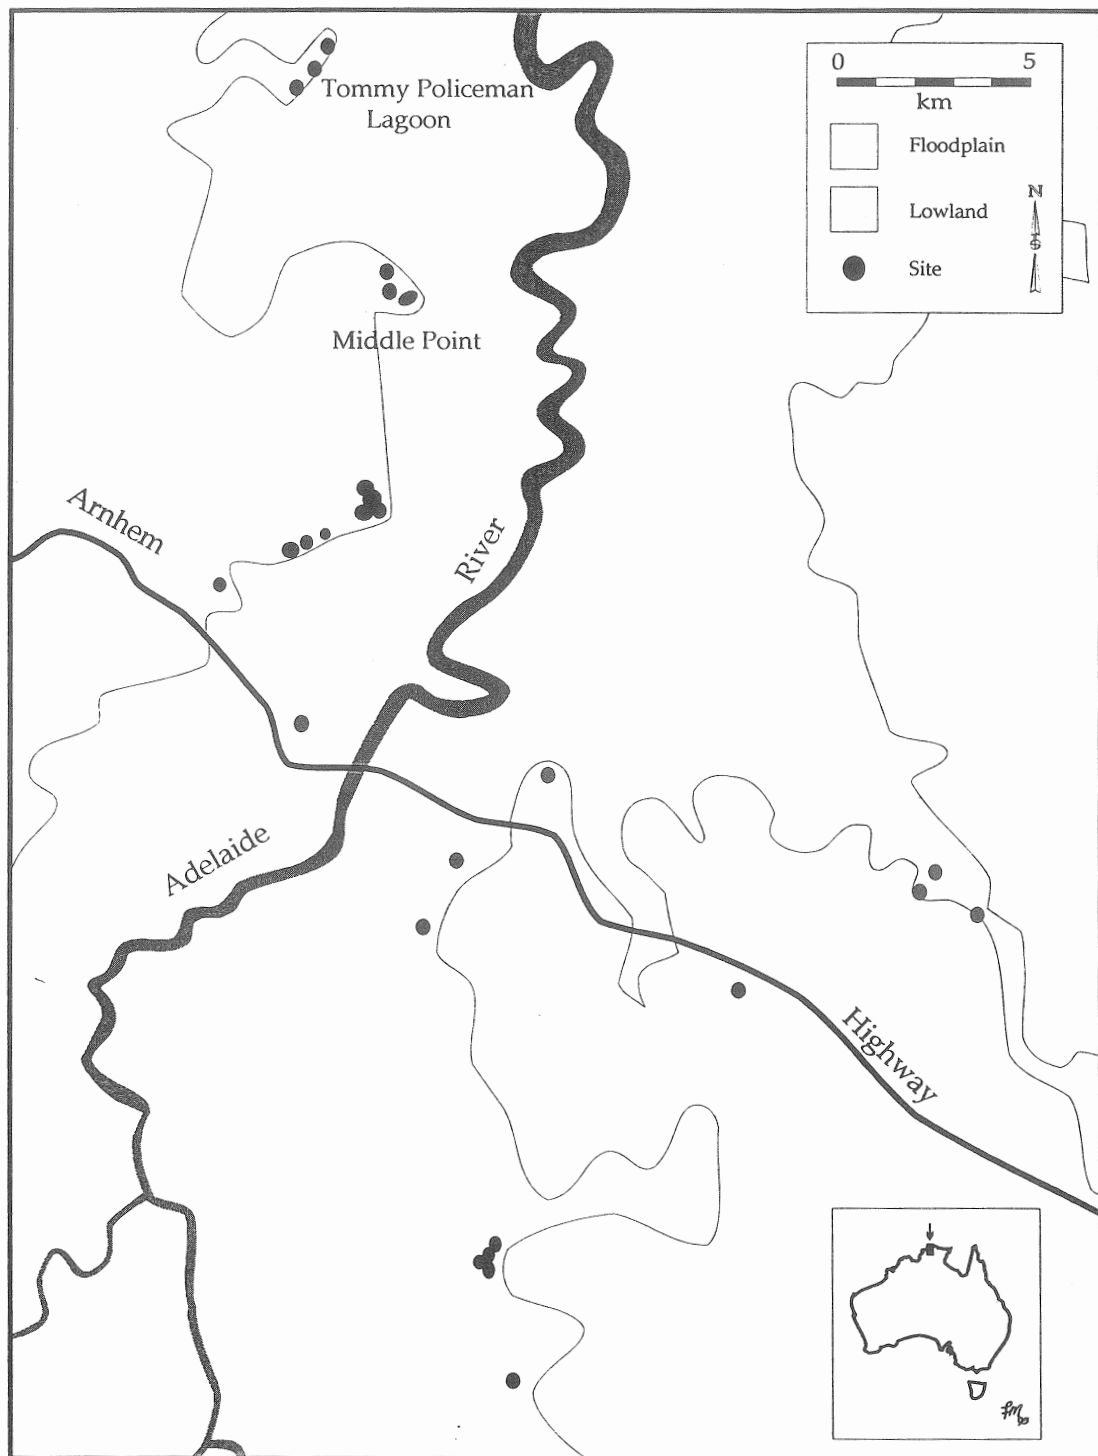 Tommy Policeman
Lagoon
0 5
km
Floodplain
Lowland
N
Site
Middle Point
Arnhem
River
Adelaide
Highway